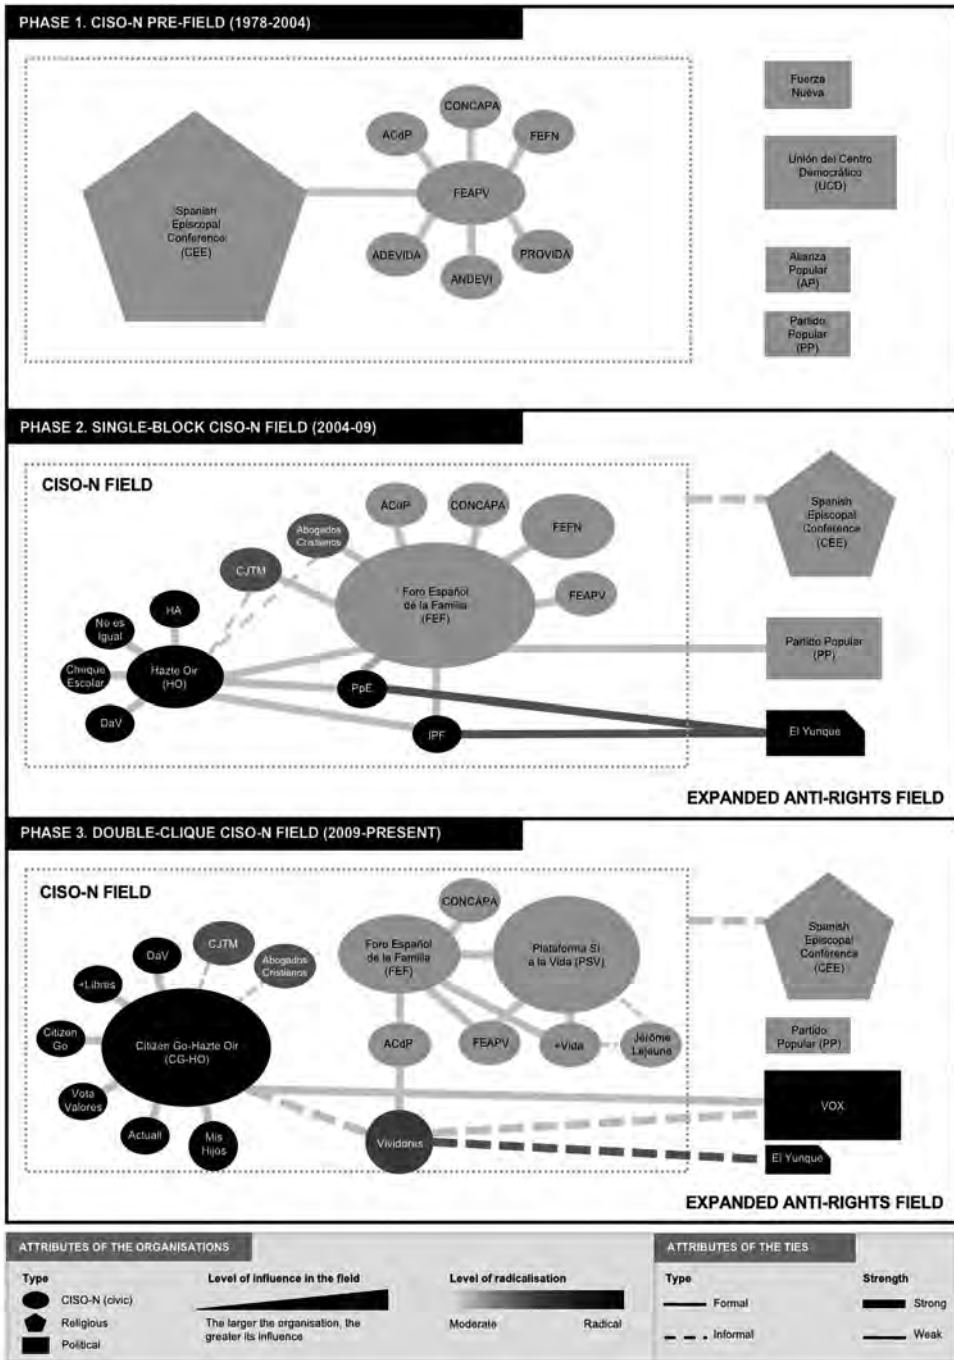 PHASE 1. CISO-N PRE-FIELD (1978-2004)
Spanish
Episcopal
Conference
(CEE)
CONCAPA
ACdP
FEFN
FEAPV
ADEVIDA
PROVIDA
ANDEVI
Fuerza
Nueva
Unión del Centro
Democrático
(UCD)
Alianza
Popular
(AP)
Partido
Popular
(PP)
PHASE 2. SINGLE-BLOCK CISO-N FIELD (2004-09)
CISO-N FIELD
ACdP
CONCAPA
FEFN
Abogados
Cristianos
CJTM
Foro Español
de la Familia
(FEF)
FEAPV
HA
No es
Igual
Cheque
Escolar
Hazte Oir
(HO)
DaV
PpE
IPF
Spanish
Episcopal
Conference
(CEE)
Partido Popular
(PP)
El Yunque
EXPANDED ANTI-RIGHTS FIELD
PHASE 3. DOUBLE-CLIQUE CISO-N FIELD (2009-PRESENT)
CISO-N FIELD
CONCAPA
DaV
CJTM
Abogados
Cristianos
+Libres
Citizen
Go
Citizen Go-Hazte Oir
(CG-HO)
Vota
Valores
Actuall
Mis
Hijos
Foro Español
de la Familia
(FEF)
Plataforma Sí
a la Vida (PSV)
ACdP
FEAPV
+Vida
Jérôme
Lejeune
Vividores
Spanish
Episcopal
Conférence
(CEE)
Partido
Popular (PP)
VOX
El Yunque
EXPANDED ANTI-RIGHTS FIELD
ATTRIBUTES OF THE ORGANISATIONS
Type
CISO-N (civic)
Religious
Political
Level of influence in the field
The larger the organisation, the
greater its influence
Level of radicalisation
Moderate
Radical
ATTRIBUTES OF THE TIES
Type
Strength
Formal
Strong
Informal
Weak